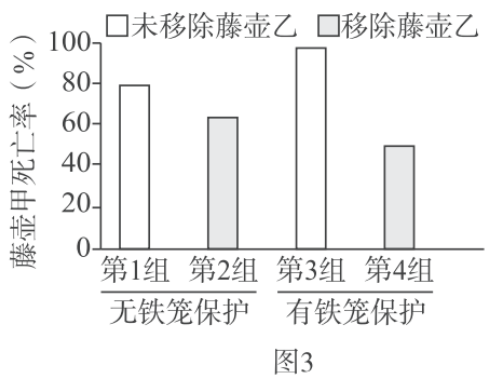 □未移除藤壶乙 □移除藤壶乙
藤壶甲死亡率(%)
100
80
60
40
20
0
第1组 第2组 第3组 第4组
无铁笼保护 有铁笼保护
图3